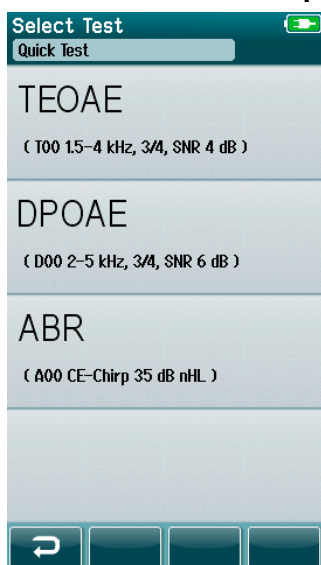 Select Test
Quick Test
TEOAE
( T00 1.5-4 kHz, 3/4, SNR 4 dB )
DPOAE
( D00 2-5 kHz, 3/4, SNR 6 dB )
ABR
( A00 CE-Chirp 35 dB nHL )